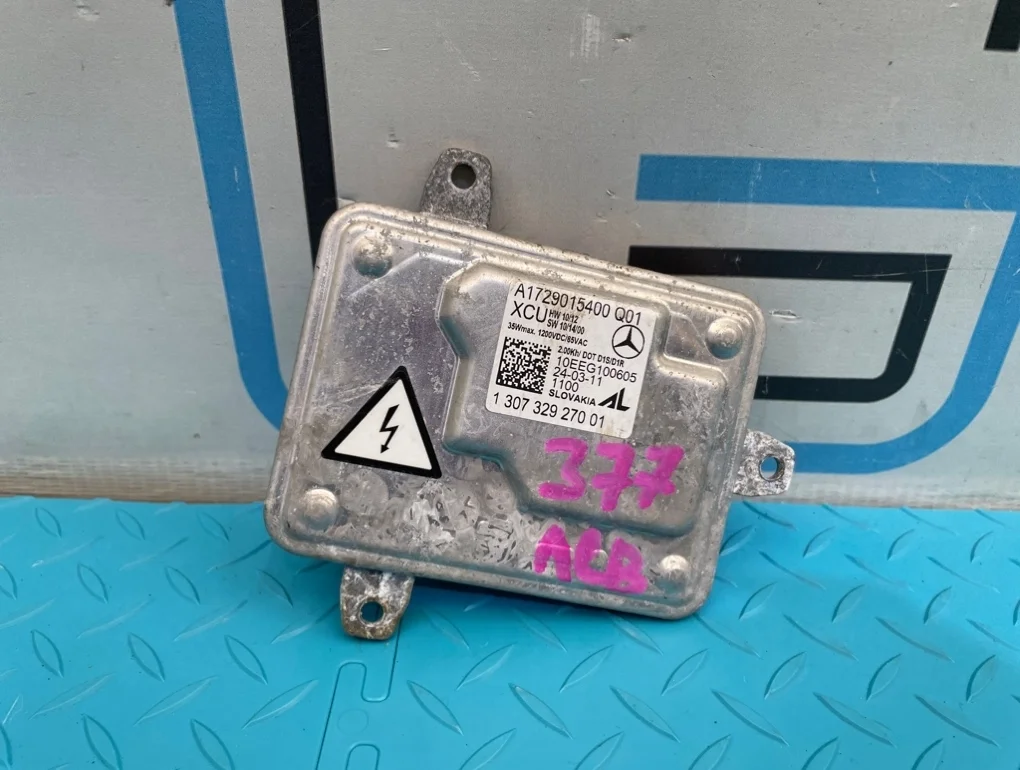 A1729015400 Q01
XCU HW 10/12
SW 10/14/00
35Wmax. 1200VDC/85VAC
2.00Kh/ DOT D1S/D1R
10EEG100605
24-03-11
1100
SLOVAKIA AL
1 307 329 270 01
377